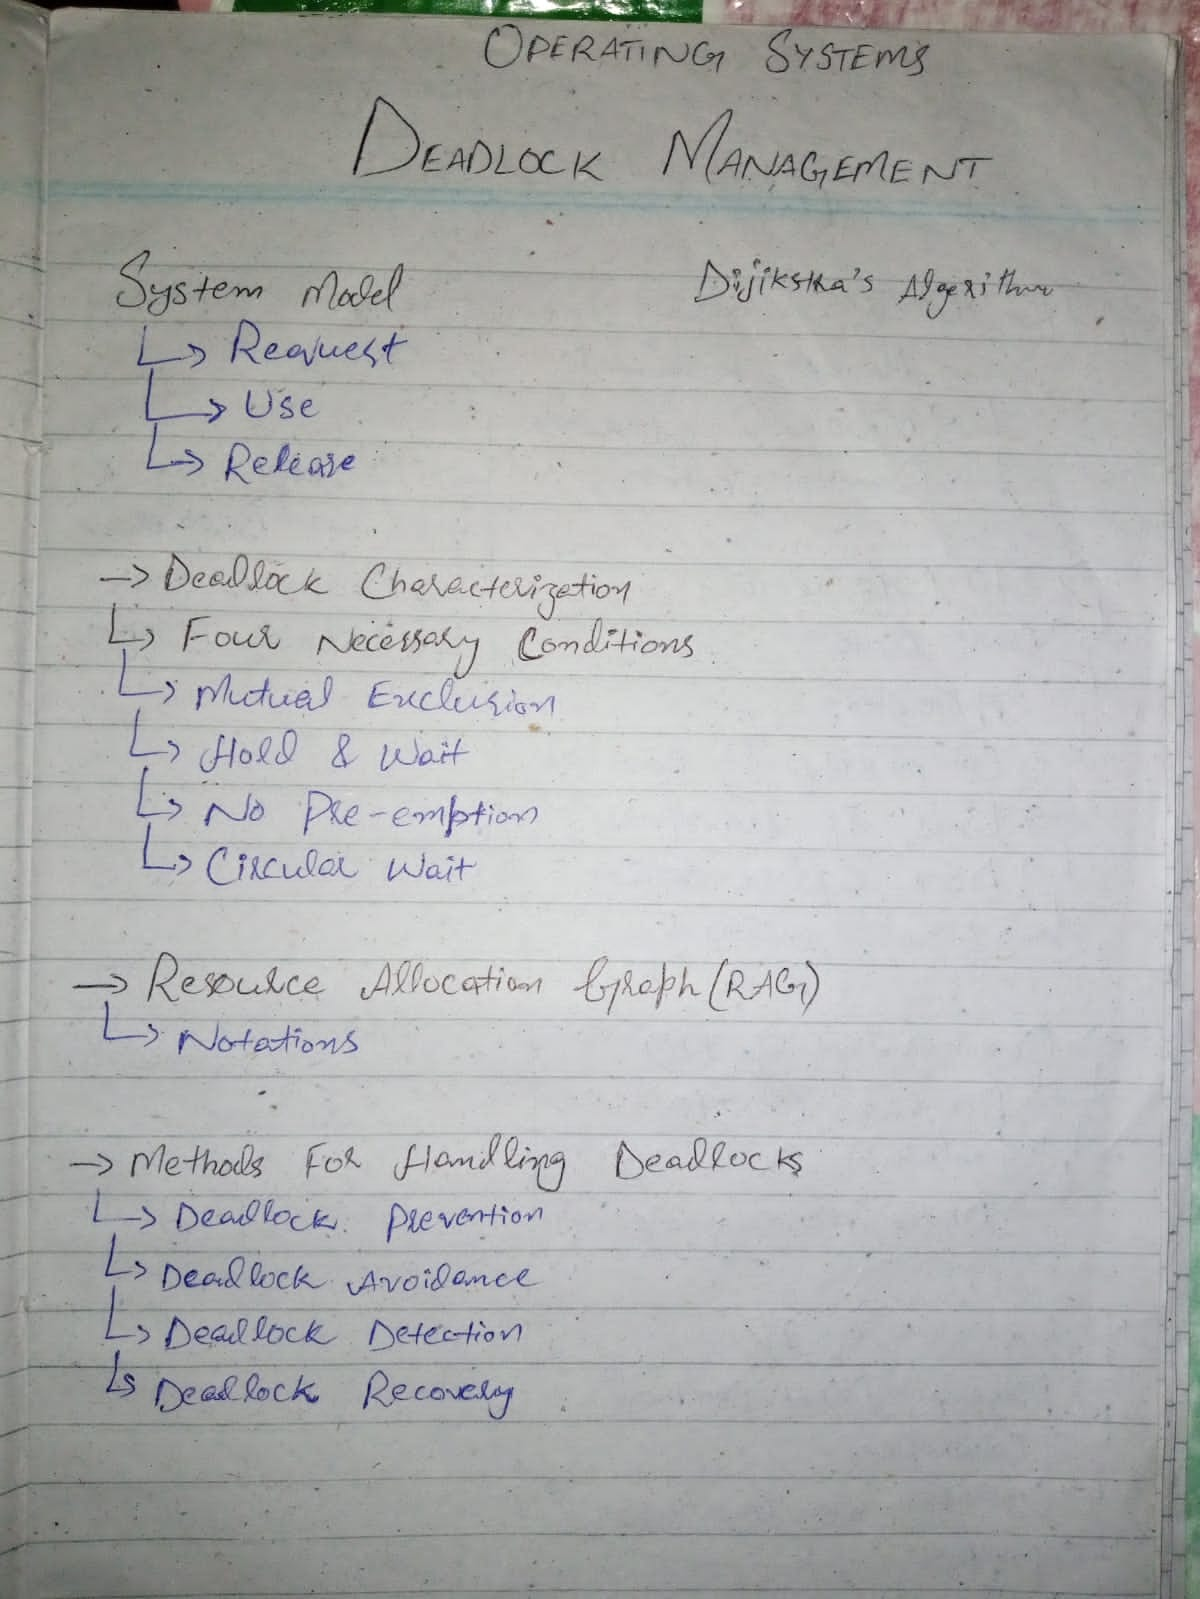 OPERATING SYSTEMS
DEADLOCK MANAGEMENT
System Model
Dijikstra's Algorithm
↳ Request
↳ Use
↳ Release
→ Deadlock Characterization
↳ Four Necessary Conditions
↳ Mutual Exclusion
↳ Hold & Wait
↳ No Pre-emption
↳ Circular Wait
→ Resource Allocation Graph (RAG)
↳ Notations
→ Methods For Handling Deadlocks
↳ Deadlock Prevention
↳ Deadlock Avoidance
↳ Deadlock Detection
↳ Deadlock Recovery